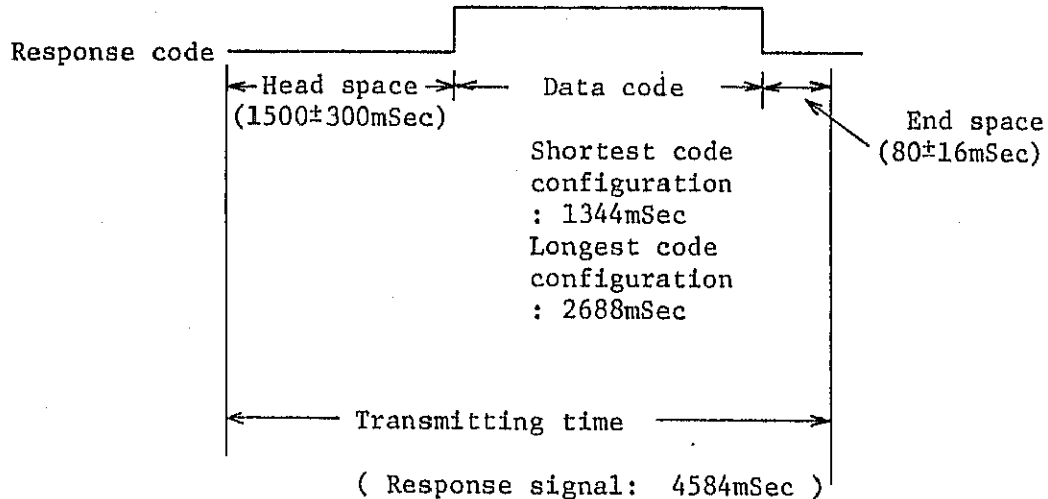 Response code
Head space
(1500±300mSec)
Data code
End space
(80±16mSec)
Shortest code
configuration
: 1344mSec
Longest code
configuration
: 2688mSec
Transmitting time
( Response signal: 4584mSec )